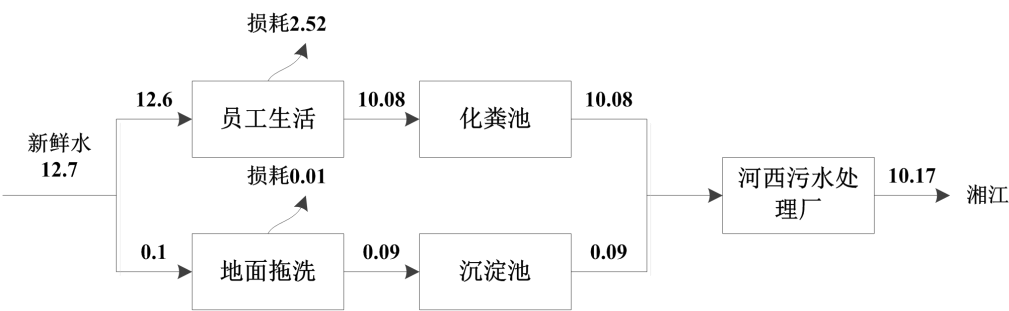 损耗2.52
12.6
员工生活
10.08
化粪池
10.08
新鲜水
12.7
损耗0.01
河西污水处
理厂
10.17
湘江
0.1
地面拖洗
0.09
沉淀池
0.09